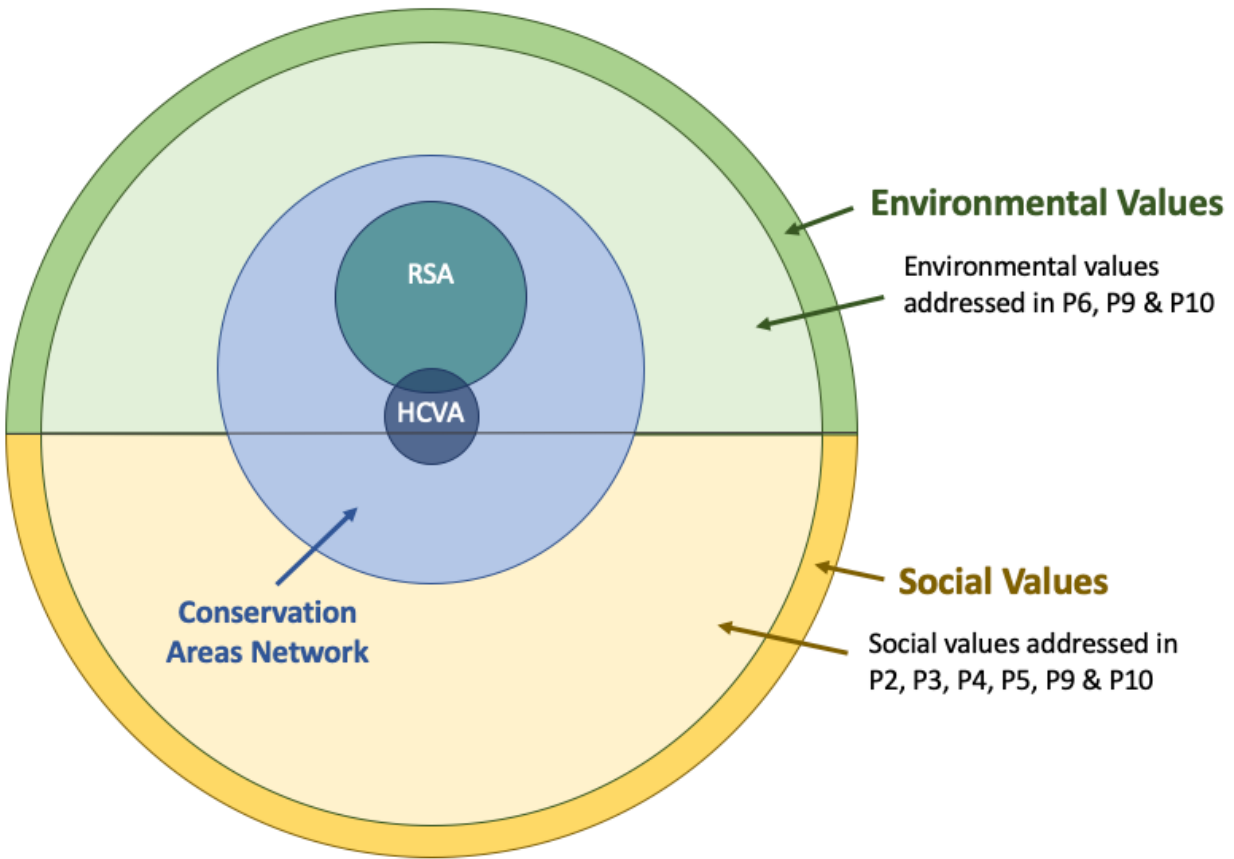 Environmental Values
Environmental values
addressed in P6, P9 & P10
RSA
HCVA
Conservation
Areas Network
Social Values
Social values addressed in
P2, P3, P4, P5, P9 & P10